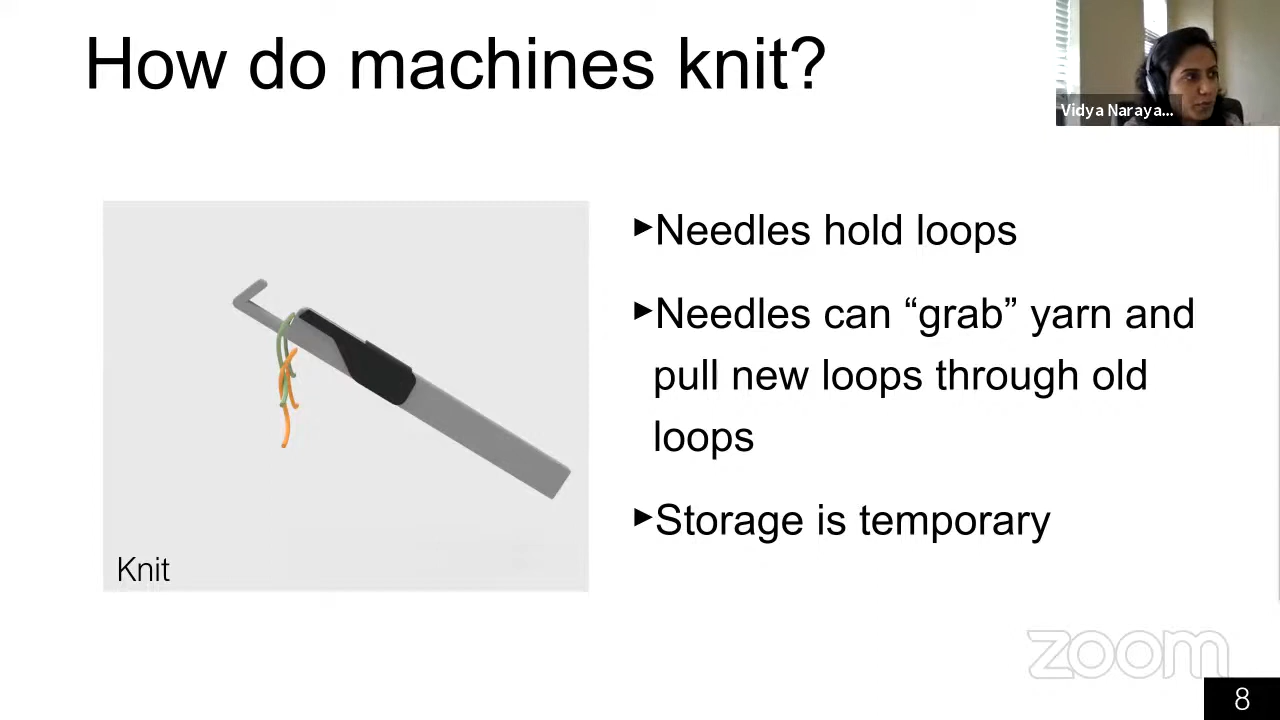 How do machines knit?
Vidya Naraya...
▸Needles hold loops
▸Needles can “grab” yarn and
pull new loops through old
loops
▸Storage is temporary
Knit
zoom
8